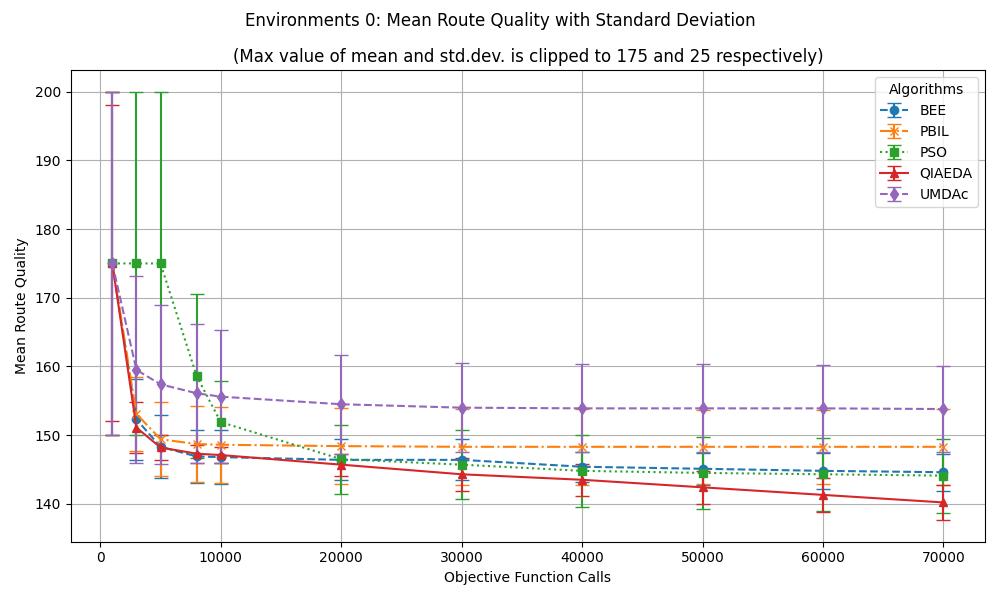 Environments 0: Mean Route Quality with Standard Deviation
(Max value of mean and std.dev. is clipped to 175 and 25 respectively)
Algorithms
BEE
PBIL
PSO
QIAEDA
UMDAc
Mean Route Quality
200
190
180
170
160
150
140
0
10000
20000
30000
40000
50000
60000
70000
Objective Function Calls